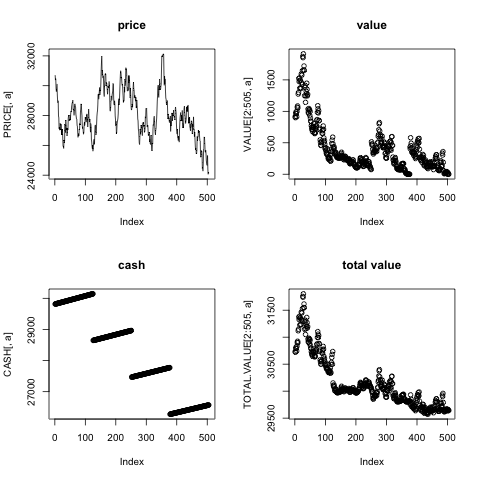 price
PRICE[, a]
24000 28000 32000
0 100 200 300 400 500
Index
value
VALUE[2:505, a]
0 500 1000 1500
0 100 200 300 400 500
Index
cash
CASH[, a]
27000 29000
0 100 200 300 400 500
Index
total value
TOTAL.VALUE[2:505, a]
29500 30500 31500
0 100 200 300 400 500
Index